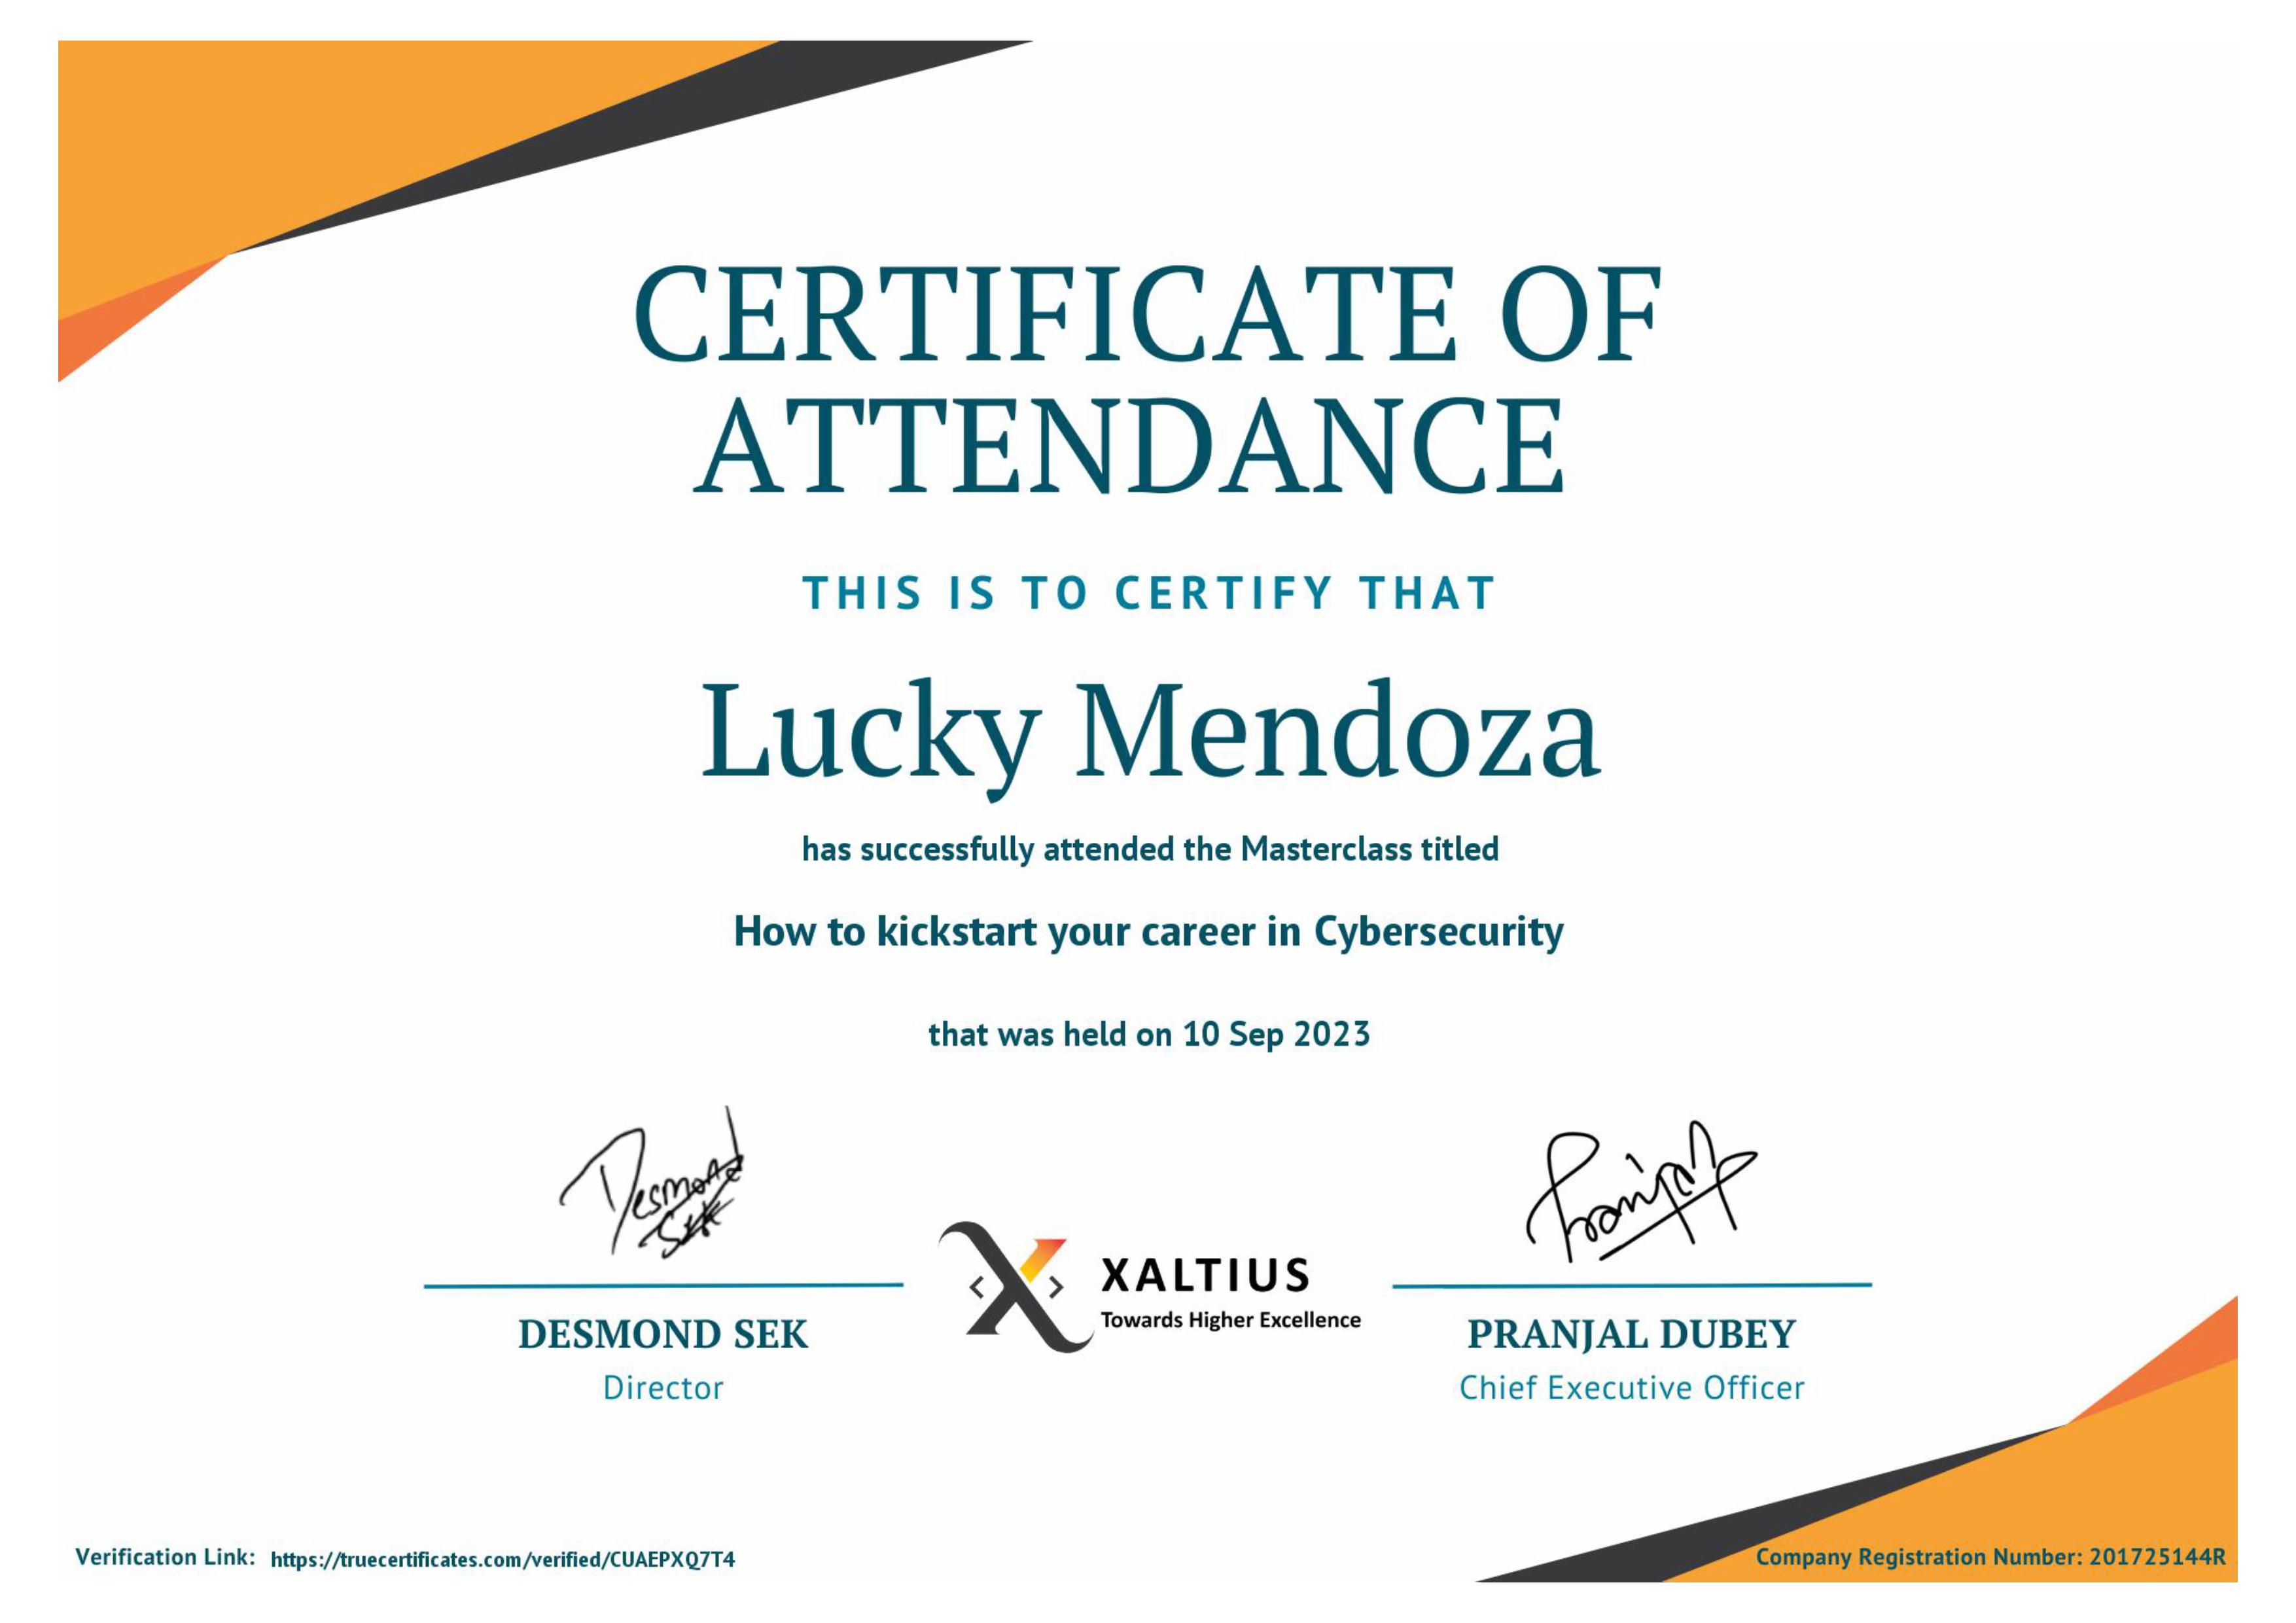 CERTIFICATE OF
ATTENDANCE
THIS IS TO CERTIFY THAT
Lucky Mendoza
has successfully attended the Masterclass titled
How to kickstart your career in Cybersecurity
that was held on 10 Sep 2023
Desmond
Sek
Pranjal
XALTIUS
Towards Higher Excellence
DESMOND SEK
Director
PRANJAL DUBEY
Chief Executive Officer
Verification Link: https://truecertificates.com/verified/CUAEPXQ7T4
Company Registration Number: 201725144R